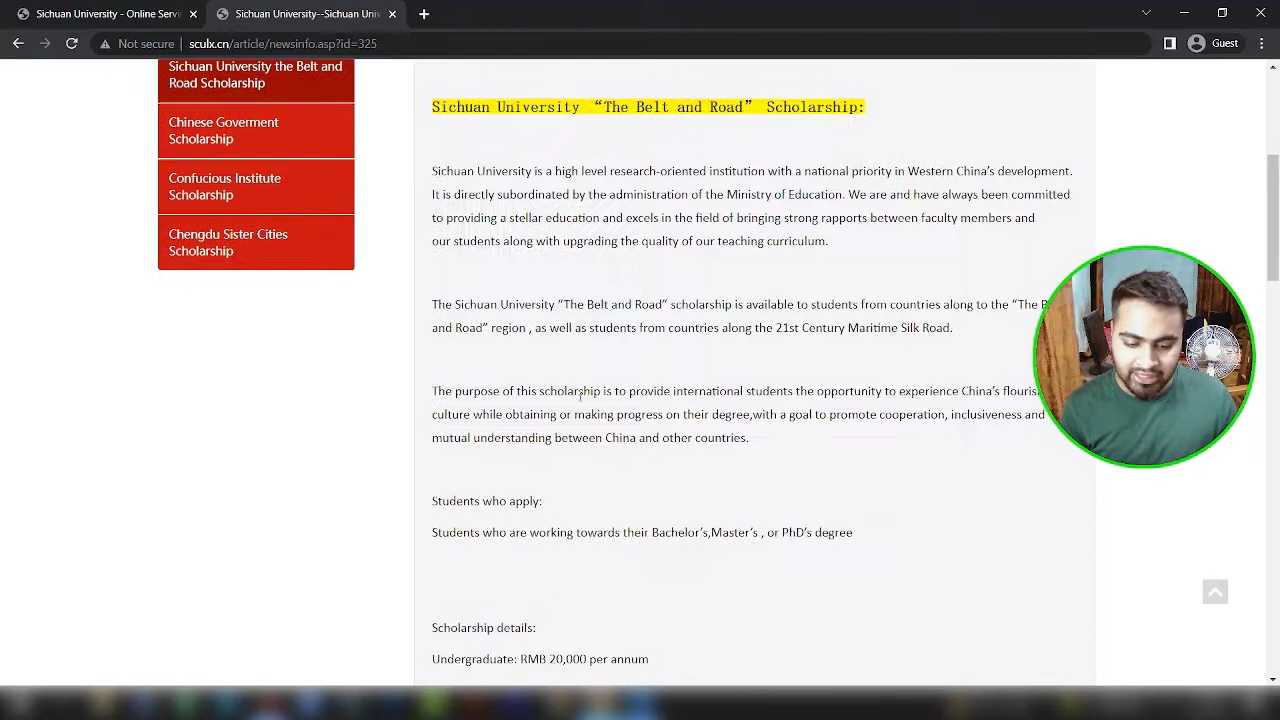 Sichuan University - Online Servi
Sichuan University--Sichuan Univ
Not secure
sculx.cn/article/newsinfo.asp?id=325
Guest
Sichuan University the Belt and
Road Scholarship
Chinese Goverment
Scholarship
Confucious Institute
Scholarship
Chengdu Sister Cities
Scholarship
Sichuan University “The Belt and Road” Scholarship:
Sichuan University is a high level research-oriented institution with a national priority in Western China’s development.
It is directly subordinated by the administration of the Ministry of Education. We are and have always been committed
to providing a stellar education and excels in the field of bringing strong rapports between faculty members and
our students along with upgrading the quality of our teaching curriculum.
The Sichuan University “The Belt and Road” scholarship is available to students from countries along to the “The B
and Road” region , as well as students from countries along the 21st Century Maritime Silk Road.
The purpose of this scholarship is to provide international students the opportunity to experience China’s flouris
culture while obtaining or making progress on their degree,with a goal to promote cooperation, inclusiveness and
mutual understanding between China and other countries.
Students who apply:
Students who are working towards their Bachelor’s,Master’s , or PhD’s degree
Scholarship details:
Undergraduate: RMB 20,000 per annum